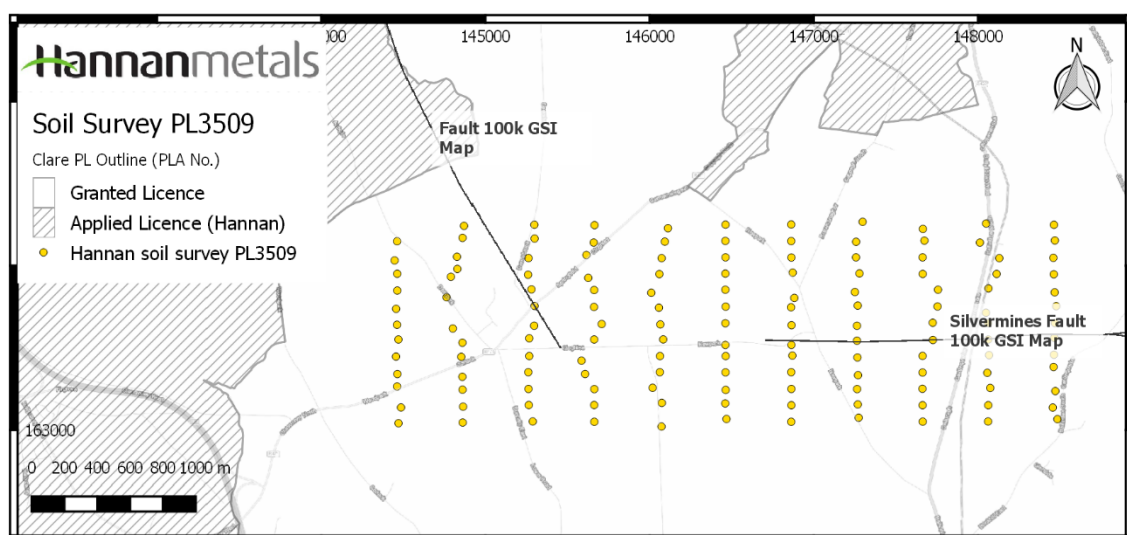 000
145000
146000
147000
148000
Hannanmetals
N
Soil Survey PL3509
Clare PL Outline (PLA No.)
Granted Licence
Applied Licence (Hannan)
Hannan soil survey PL3509
Fault 100k GSI
Map
Silvermines Fault
100k GSI Map
163000
0 200 400 600 800 1000 m